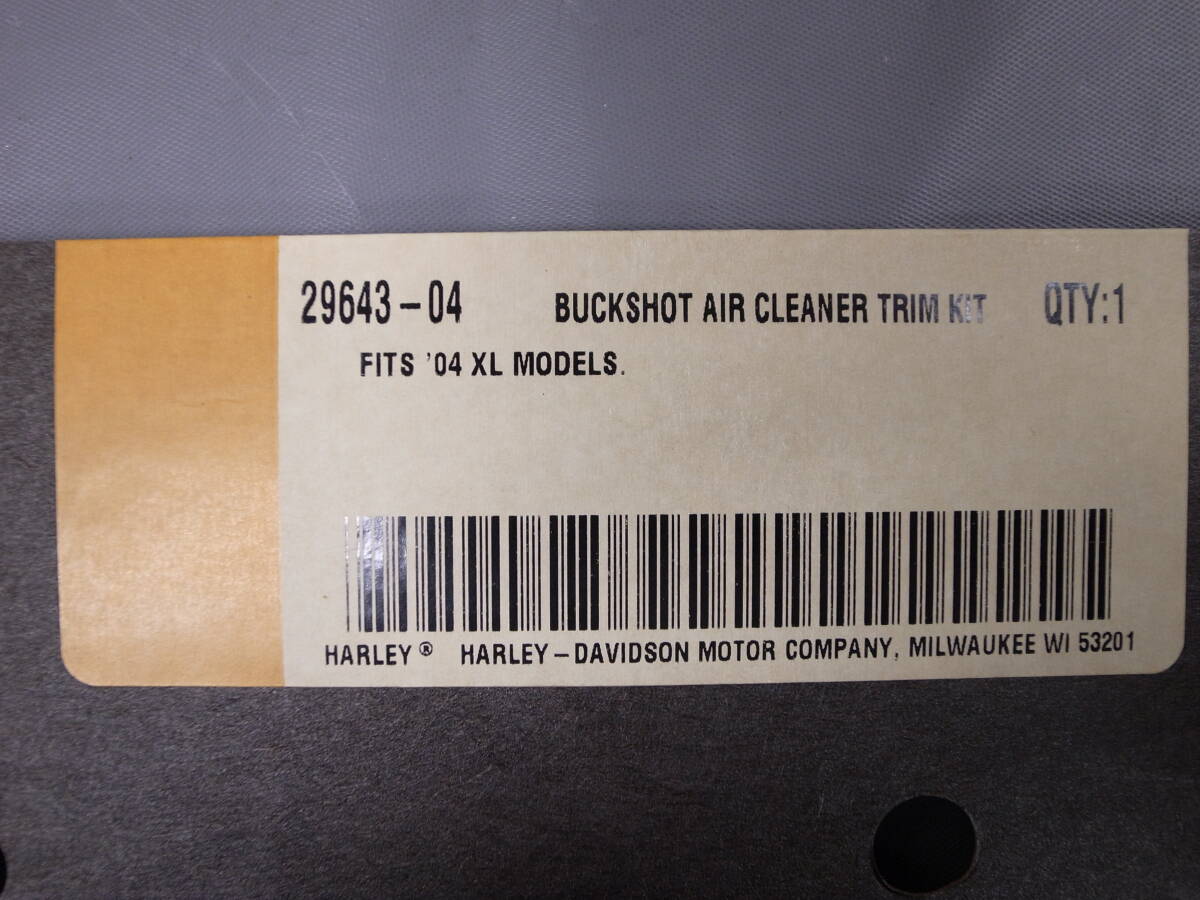 29643-04 BUCKSHOT AIR CLEANER TRIM KIT QTY:1
FITS '04 XL MODELS.
HARLEY® HARLEY-DAVIDSON MOTOR COMPANY, MILWAUKEE WI 53201